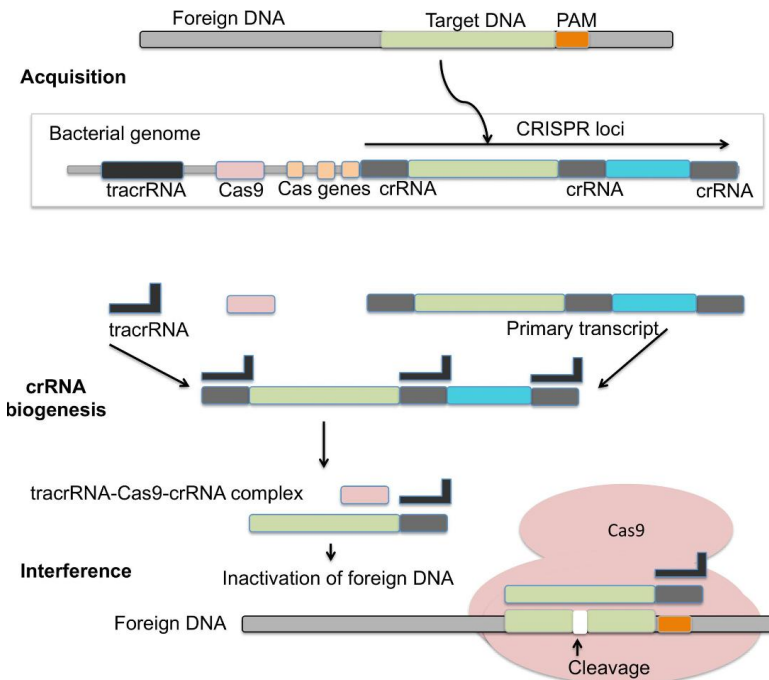 Foreign DNA
Target DNA
PAM
Acquisition
Bacterial genome
CRISPR loci
tracrRNA
Cas9
Cas genes
crRNA
crRNA
crRNA
tracrRNA
Primary transcript
crRNA
biogenesis
tracrRNA-Cas9-crRNA complex
Cas9
Interference
Inactivation of foreign DNA
Foreign DNA
Cleavage